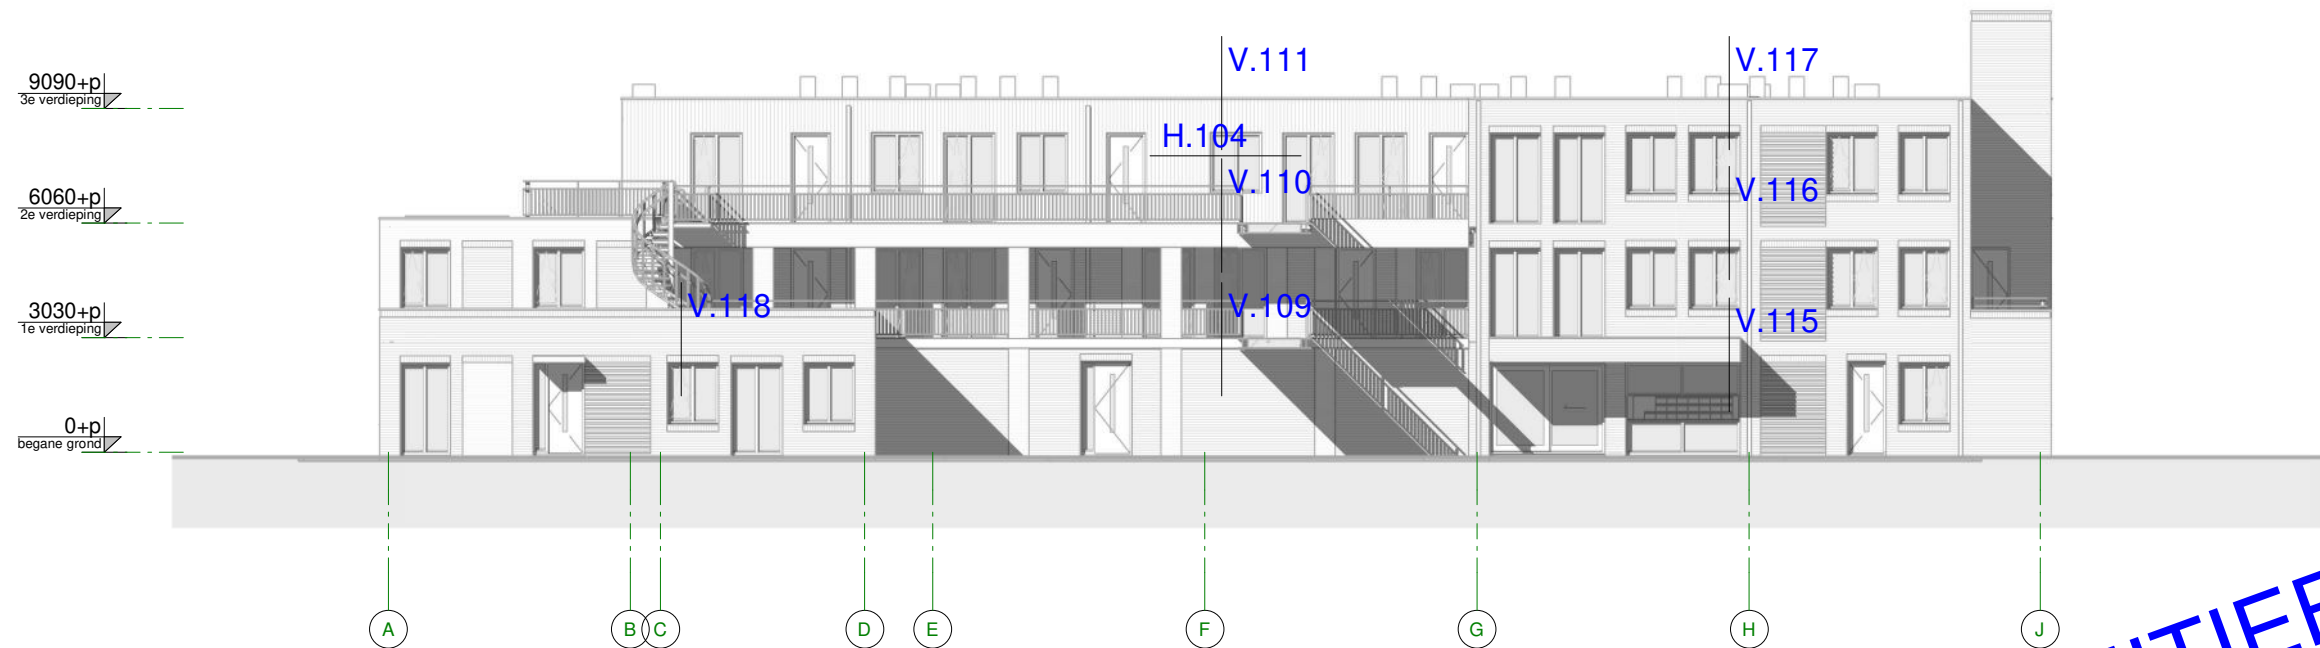 V.111
V.117
9090+p
3e verdieping
H.104
V.110
V.116
6060+p
2e verdieping
V.118
V.109
V.115
3030+p
1e verdieping
0+p
begane grond
A
B
C
D
E
F
G
H
J